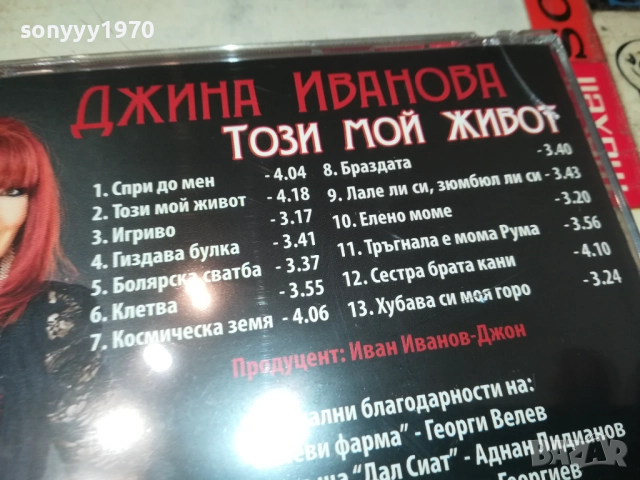 sonyyy1970
ДЖИНА ИВАНОВА
ТОЗИ МОЙ ЖИВОТ
1. Спри до мен - 4.04
2. Този мой живот - 4.18
3. Игриво - 3.17
4. Гиздава булка - 3.41
5. Болярска сватба - 3.37
6. Клетва - 3.55
7. Космическа земя - 4.06
8. Браздата - 3.40
9. Лале ли си, зюмбюл ли си - 3.43
10. Елено моме - 3.20
11. Тръгнала е мома Рума - 3.56
12. Сестра брата кани - 4.10
13. Хубава си моя горо - 3.24
Продуцент: Иван Иванов-Джон
благодарности на:
фарма" - Георги Велев
"Дал Сиат" - Аднан Лидианов
Георгиев
BAZAR